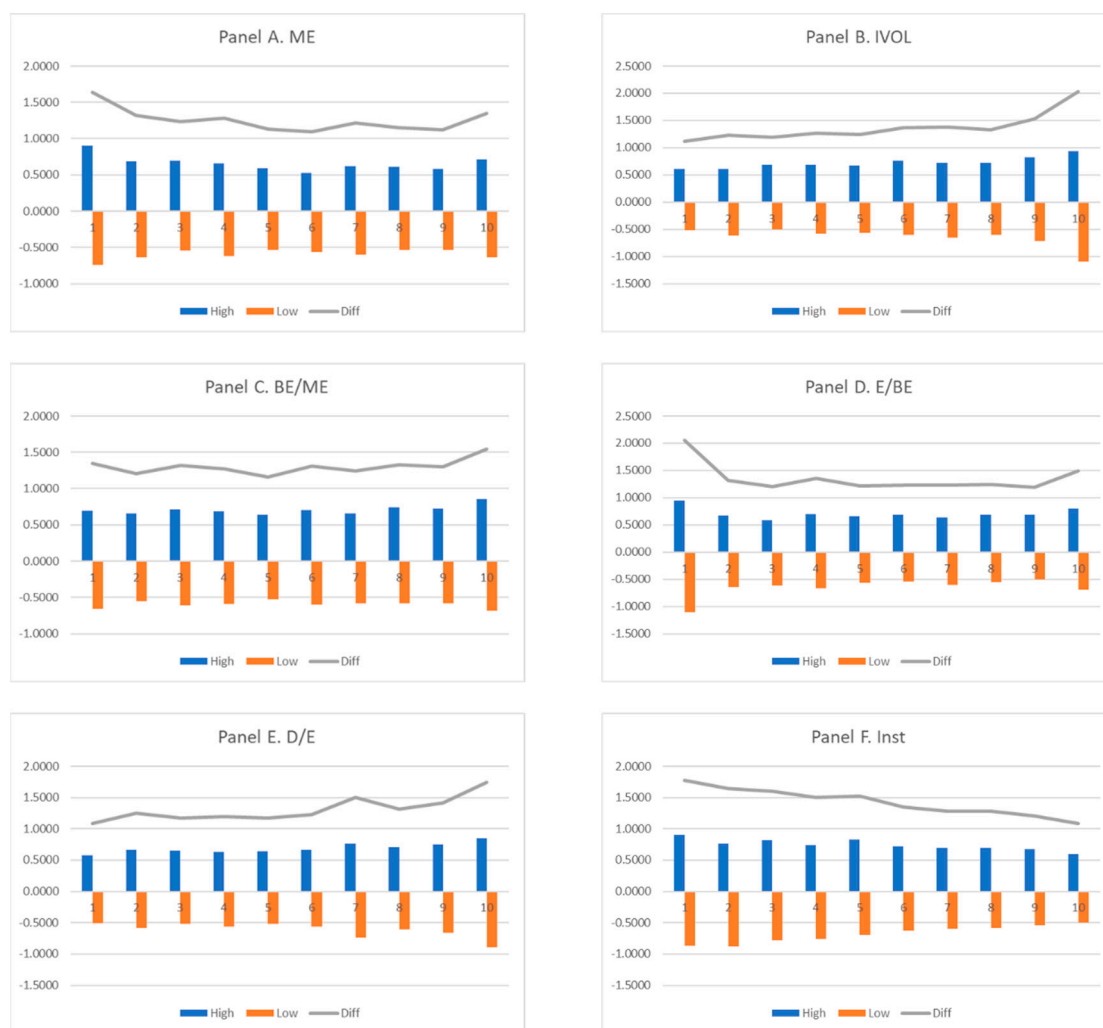 Panel A. ME
2.0000
1.5000
1.0000
0.5000
0.0000
1 2 3 4 5 6 7 8 9 10
-0.5000
-1.0000
High Low Diff
Panel B. IVOL
2.5000
2.0000
1.5000
1.0000
0.5000
0.0000
1 2 3 4 5 6 7 8 9 10
-0.5000
-1.0000
-1.5000
High Low Diff
Panel C. BE/ME
2.0000
1.5000
1.0000
0.5000
0.0000
1 2 3 4 5 6 7 8 9 10
-0.5000
-1.0000
High Low Diff
Panel D. E/BE
2.5000
2.0000
1.5000
1.0000
0.5000
0.0000
1 2 3 4 5 6 7 8 9 10
-0.5000
-1.0000
-1.5000
High Low Diff
Panel E. D/E
2.0000
1.5000
1.0000
0.5000
0.0000
1 2 3 4 5 6 7 8 9 10
-0.5000
-1.0000
-1.5000
High Low Diff
Panel F. Inst
2.0000
1.5000
1.0000
0.5000
0.0000
1 2 3 4 5 6 7 8 9 10
-0.5000
-1.0000
-1.5000
High Low Diff